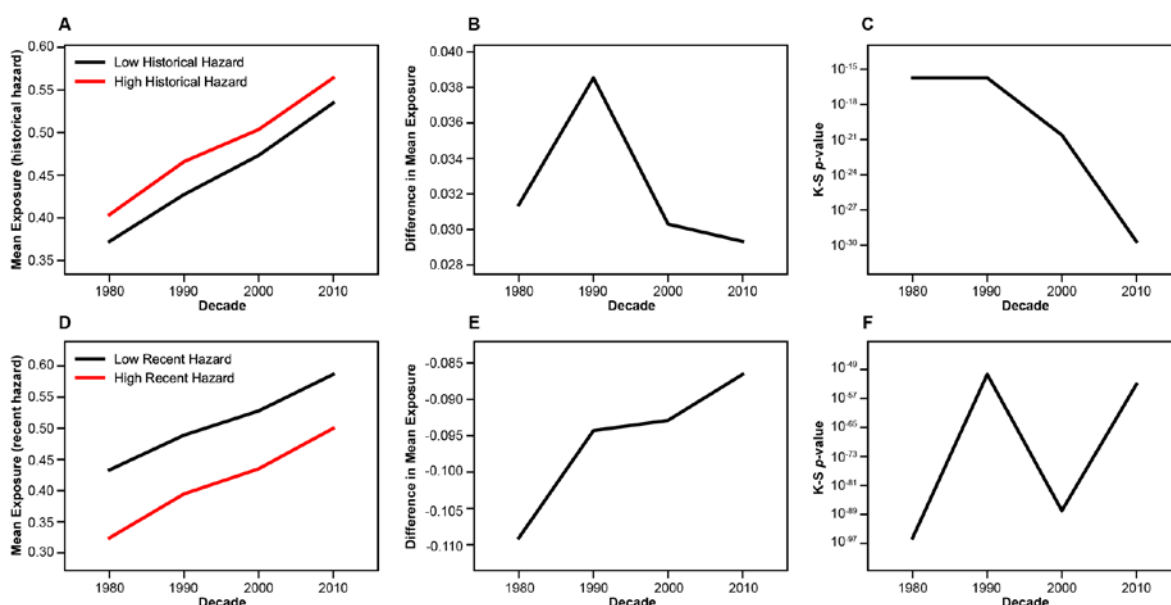 A
Mean Exposure (historical hazard)
0.60
0.55
0.50
0.45
0.40
0.35
Low Historical Hazard
High Historical Hazard
1980 1990 2000 2010
Decade
B
Difference in Mean Exposure
0.040
0.038
0.036
0.034
0.032
0.030
0.028
1980 1990 2000 2010
Decade
C
K-S p-value
10-15
10-18
10-21
10-24
10-27
10-30
1980 1990 2000 2010
Decade
D
Mean Exposure (recent hazard)
0.60
0.55
0.50
0.45
0.40
0.35
0.30
Low Recent Hazard
High Recent Hazard
1980 1990 2000 2010
Decade
E
Difference in Mean Exposure
-0.085
-0.090
-0.095
-0.100
-0.105
-0.110
1980 1990 2000 2010
Decade
F
K-S p-value
10-49
10-57
10-65
10-73
10-81
10-89
10-97
1980 1990 2000 2010
Decade